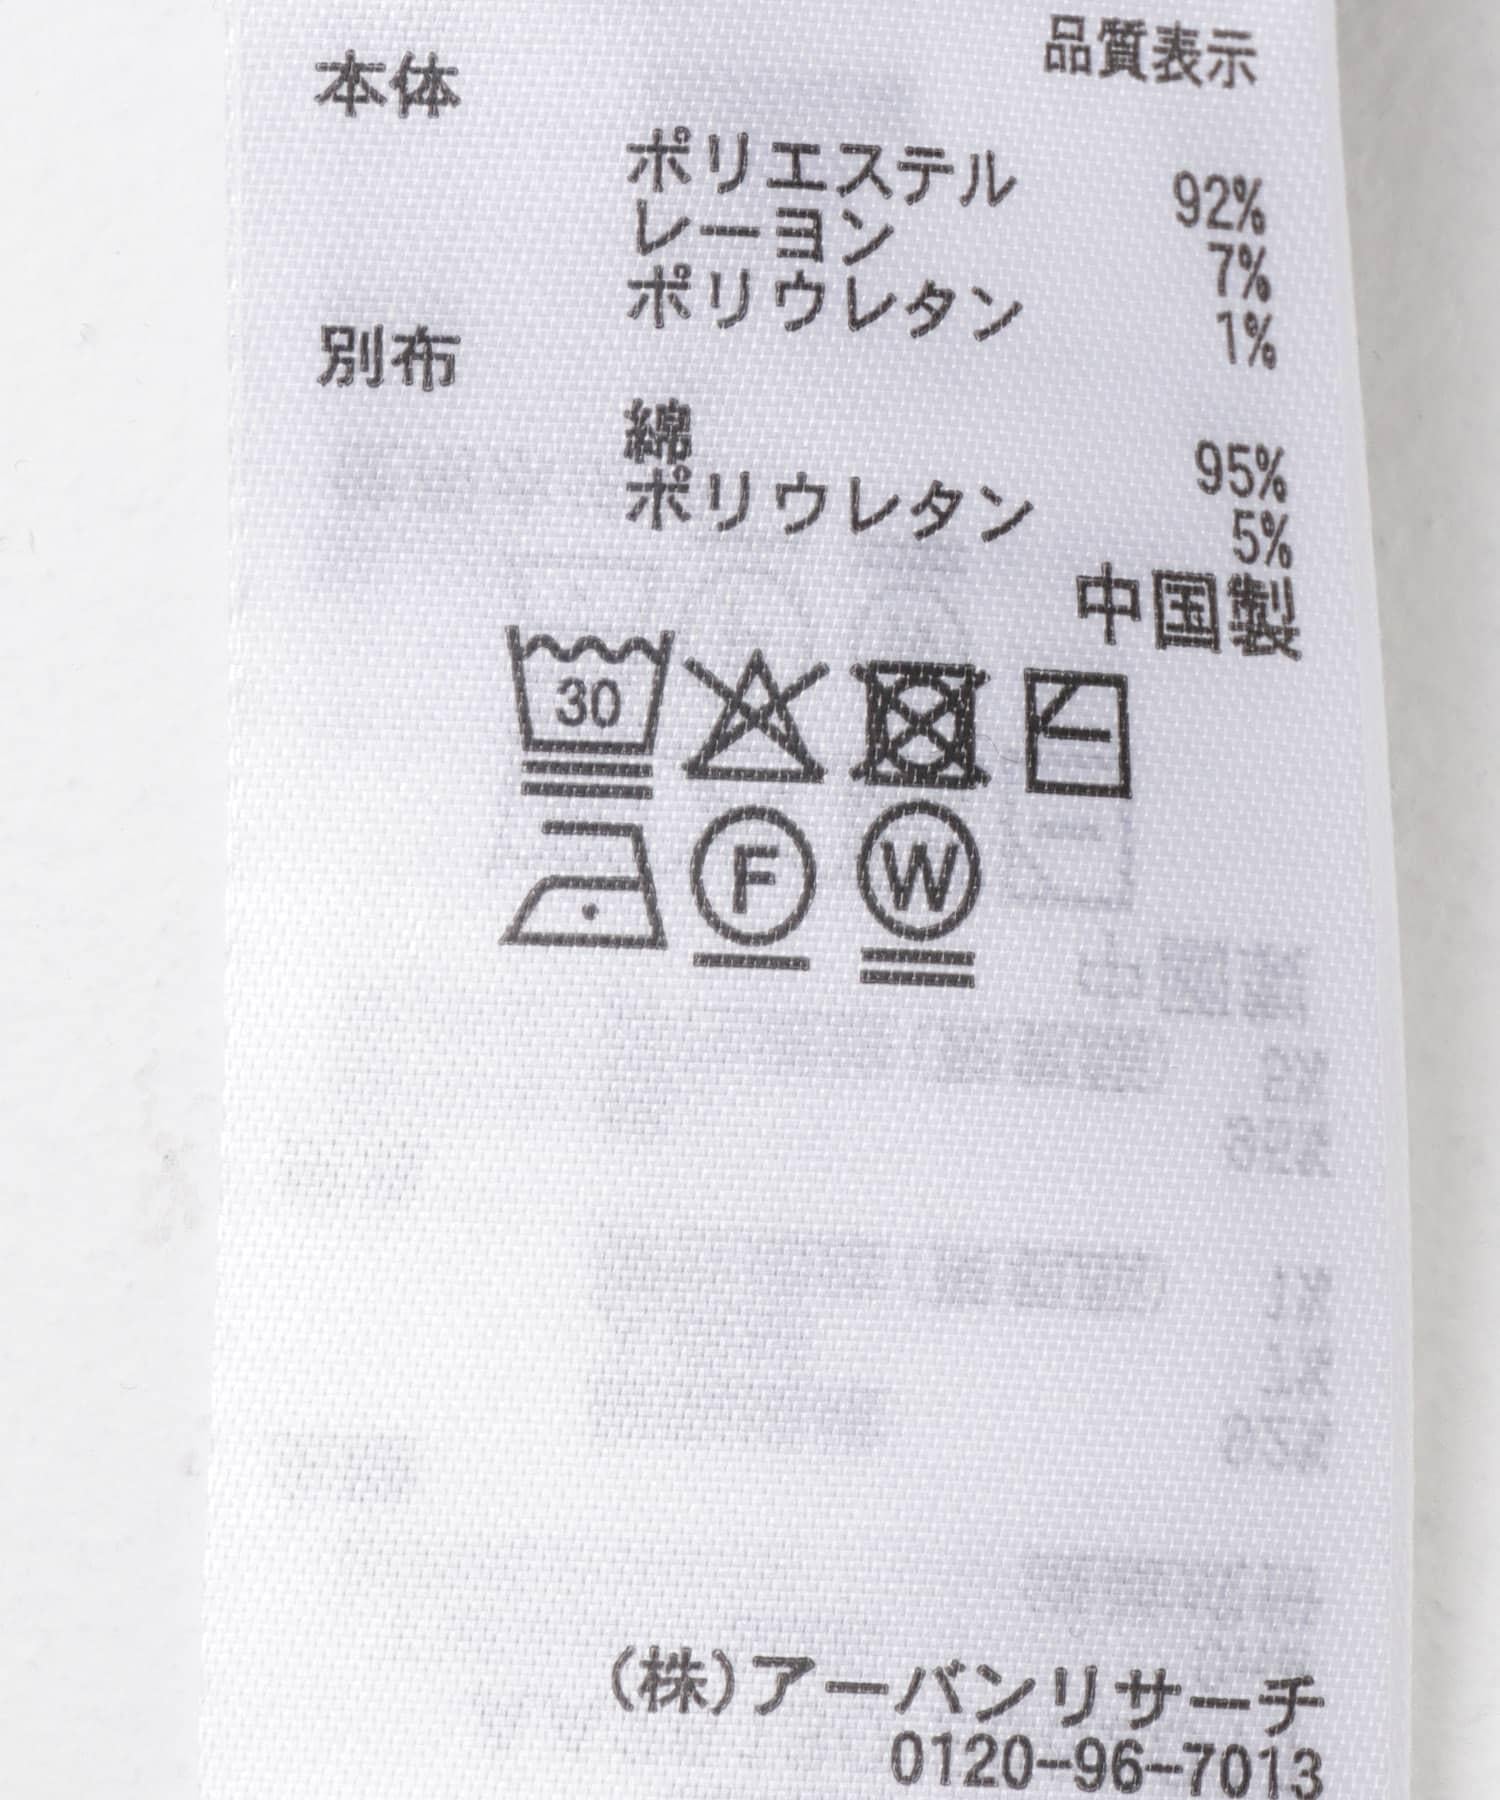 品質表示
本体
ポリエステル 92%
レーヨン 7%
ポリウレタン 1%
別布
綿 95%
ポリウレタン 5%
中国製
30
F W
(株)アーバンリサーチ
0120-96-7013